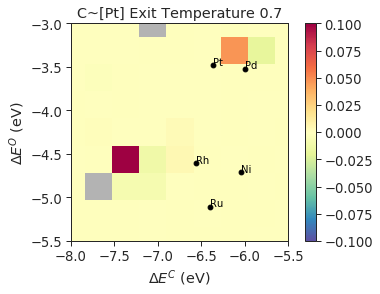 C~[Pt] Exit Temperature 0.7
−3.0
−3.5
−4.0
−4.5
−5.0
−5.5
ΔE^O (eV)
Pt
Pd
Rh
Ni
Ru
−8.0 −7.5 −7.0 −6.5 −6.0 −5.5
ΔE^C (eV)
0.100
0.075
0.050
0.025
0.000
−0.025
−0.050
−0.075
−0.100